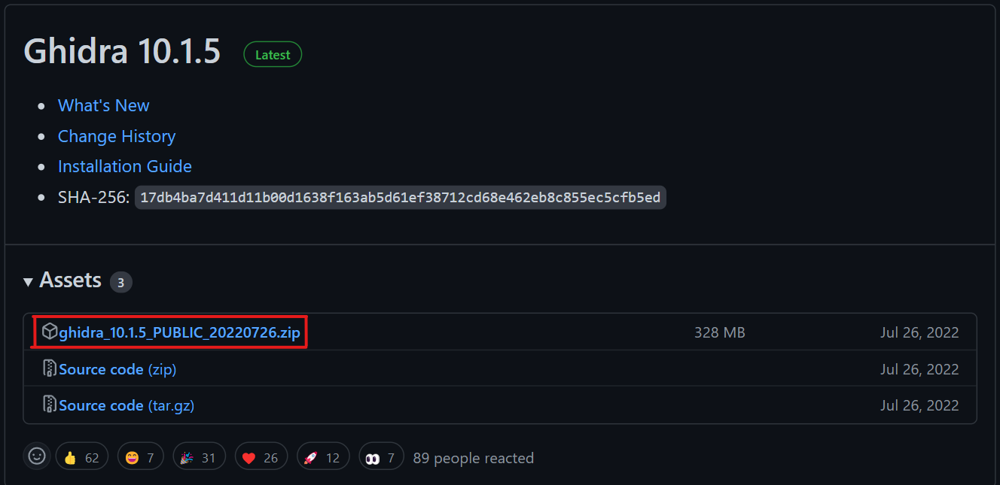 Ghidra 10.1.5 Latest
What's New
Change History
Installation Guide
SHA-256: 17db4ba7d411d11b00d1638f163ab5d61ef38712cd68e462eb8c855ec5cfb5ed
Assets 3
ghidra_10.1.5_PUBLIC_20220726.zip 328 MB Jul 26, 2022
Source code (zip) Jul 26, 2022
Source code (tar.gz) Jul 26, 2022
62 7 31 26 12 7 89 people reacted